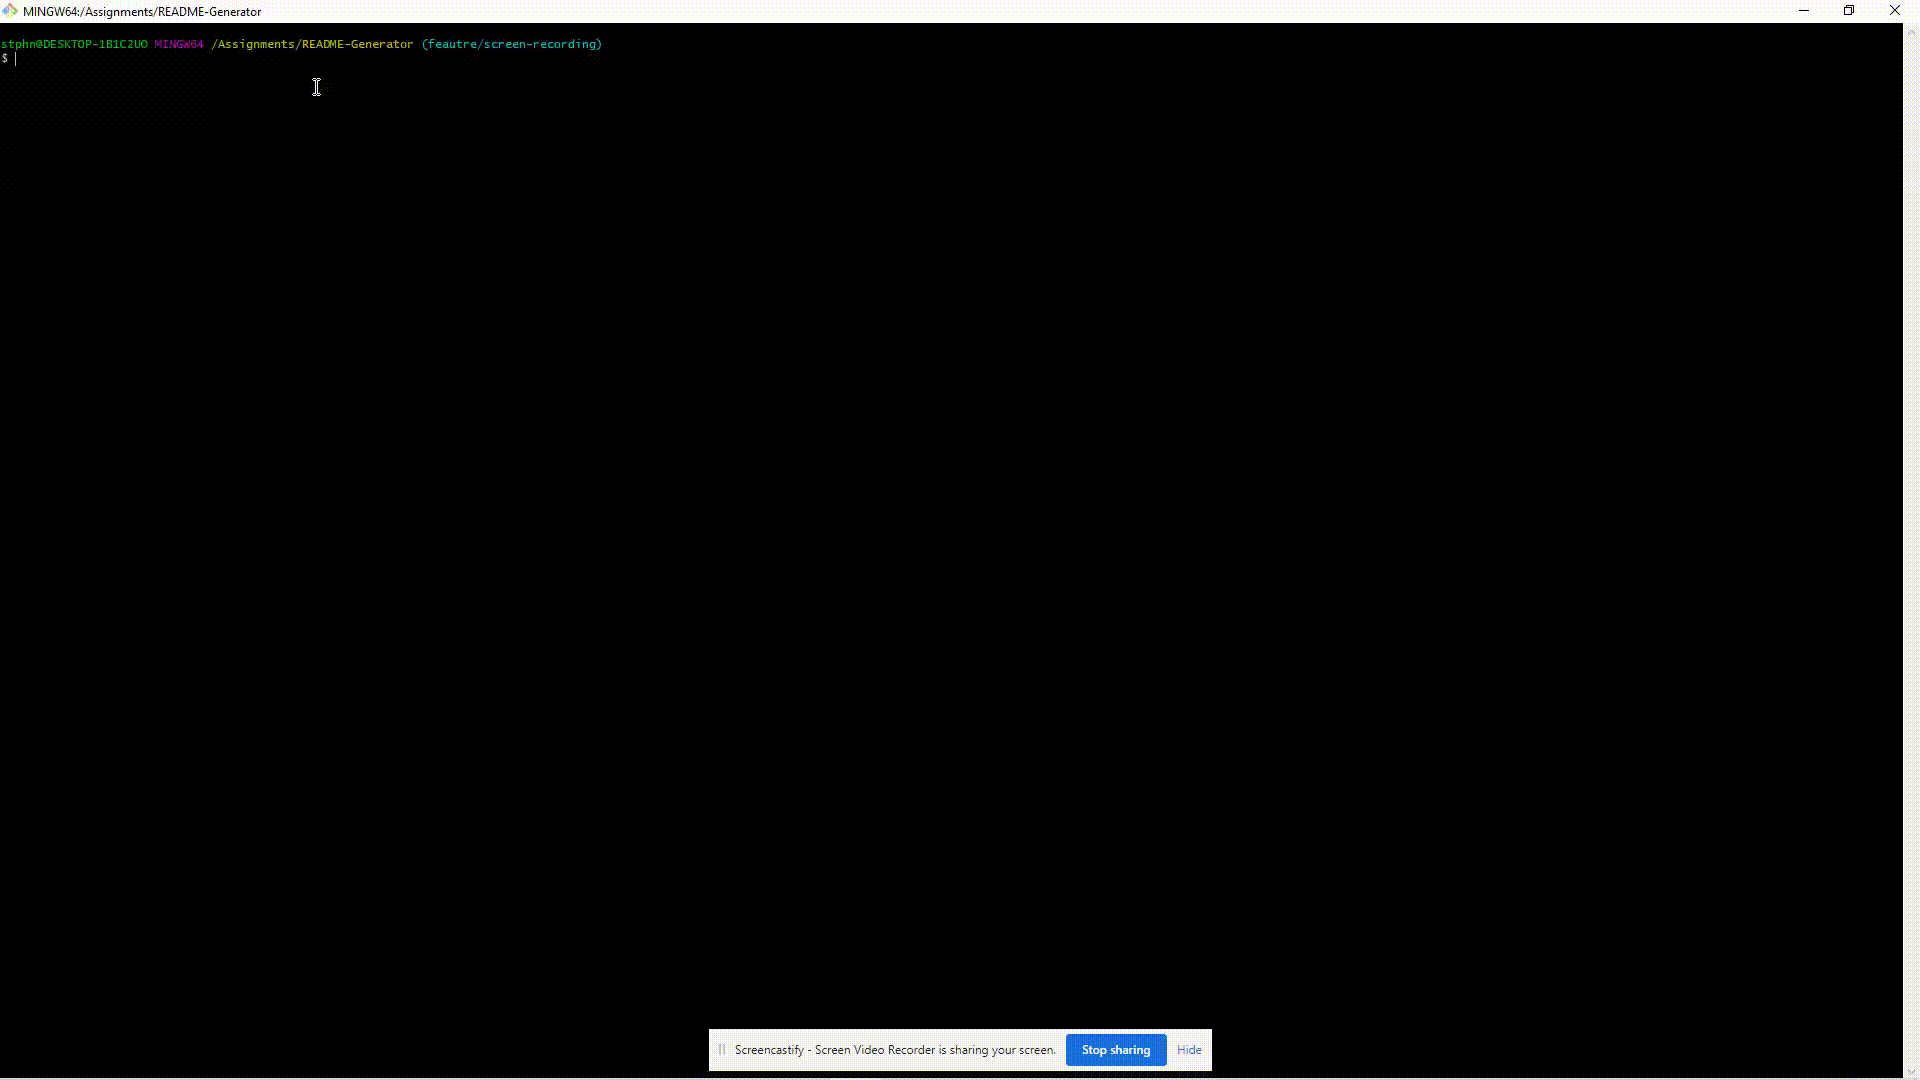 MINGW64:/Assignments/README-Generator
stphn@DESKTOP-1B1C2UO MINGW64 /Assignments/README-Generator (feautre/screen-recording)
$
Screencastify - Screen Video Recorder is sharing your screen. Stop sharing Hide